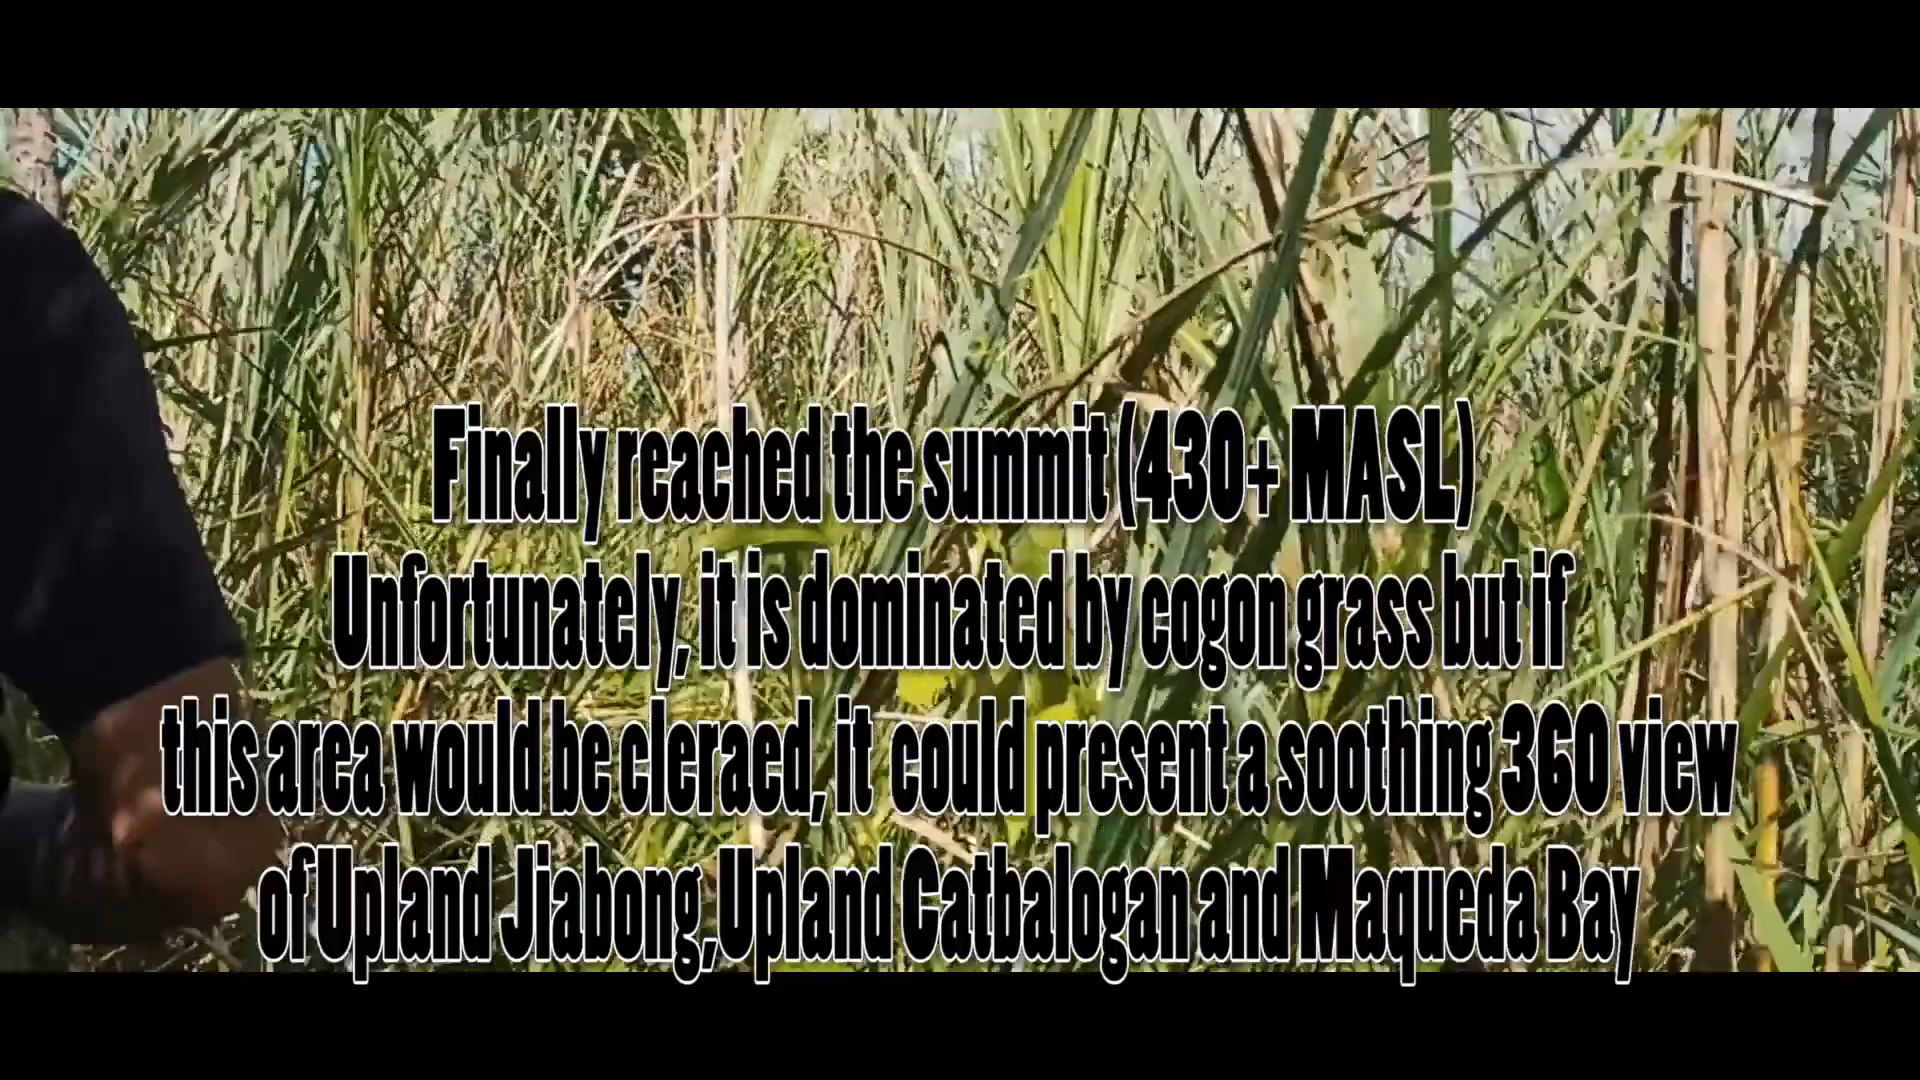 Finally reached the summit (430+ MASL)
Unfortunately, it is dominated by cogon grass but if
this area would be cleraed, it could present a soothing 360 view
of Upland Jiabong,Upland Catbalogan and Maqueda Bay